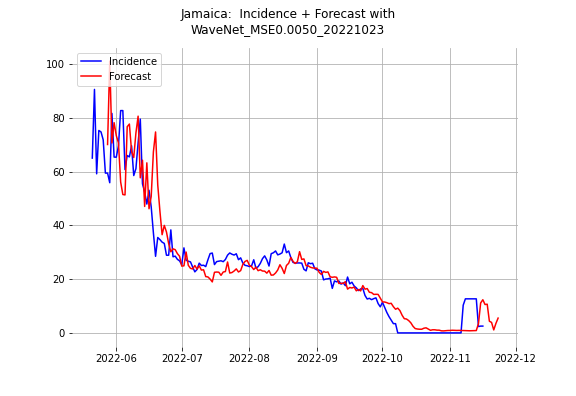 Jamaica:  Incidence + Forecast with
WaveNet_MSE0.0050_20221023
Incidence
Forecast
100
80
60
40
20
0
2022-06 2022-07 2022-08 2022-09 2022-10 2022-11 2022-12